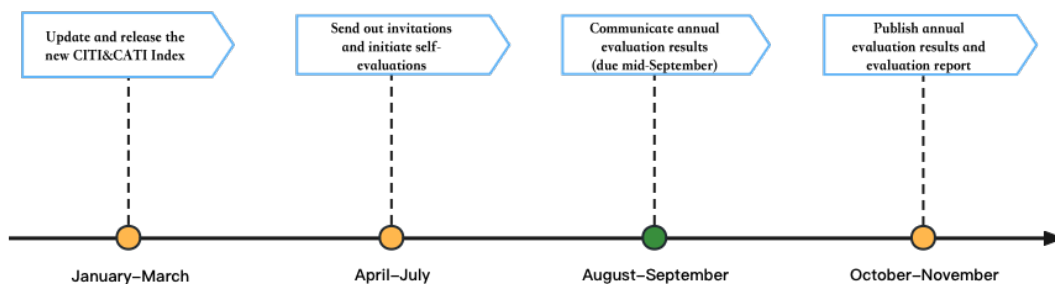 Update and release the
new CITI&CATI Index
Send out invitations
and initiate self-
evaluations
Communicate annual
evaluation results
(due mid-September)
Publish annual
evaluation results and
evaluation report
January–March
April–July
August–September
October–November